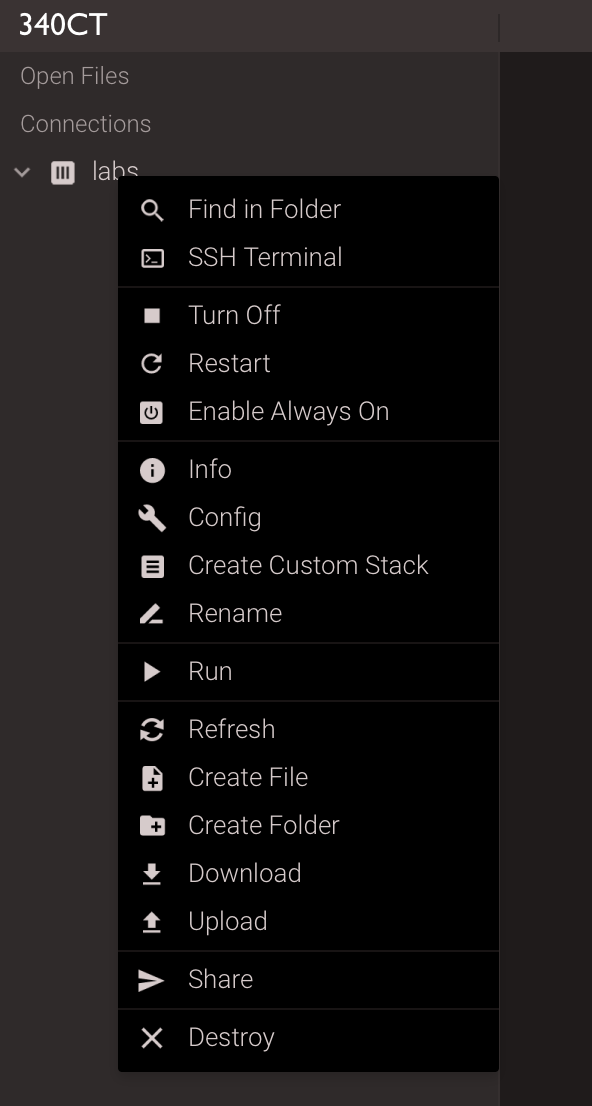 340CT
Open Files
Connections
labs
Find in Folder
SSH Terminal
Turn Off
Restart
Enable Always On
Info
Config
Create Custom Stack
Rename
Run
Refresh
Create File
Create Folder
Download
Upload
Share
Destroy